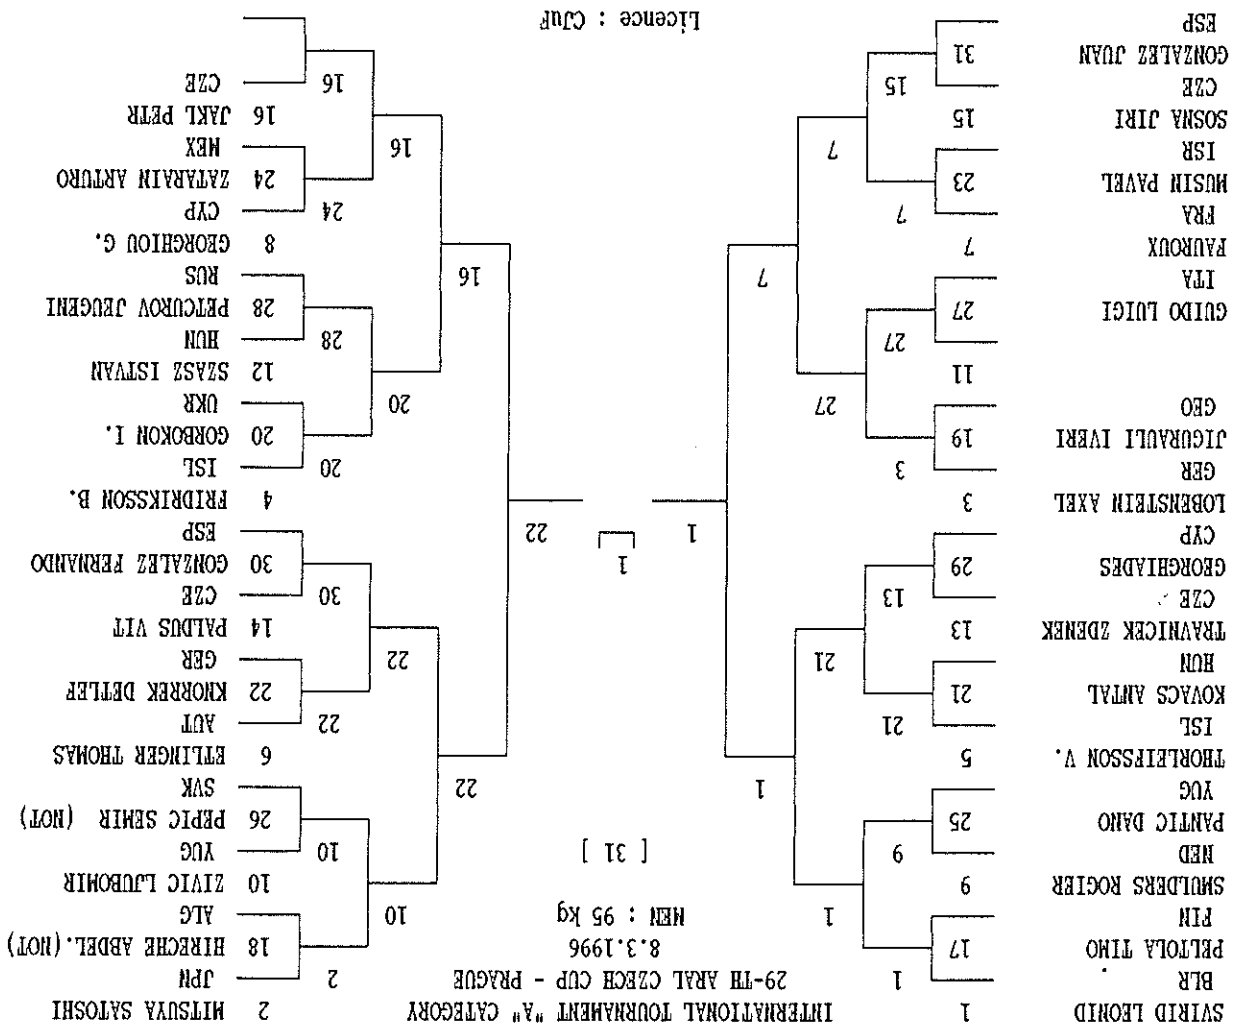 SVIRID LEONID 1 INTERNATIONAL TOURNAMENT "A" CATEGORY 2 MITSUYA SATOSHI
BLR 1 29-TH ARAL CZECH CUP - PRAGUE 2 JPN
PELTOLA TIMO 17 8.3.1996 18 HIRECHE ABDEL.(NOT)
FIN 1 MEN : 95 kg 10 ALG
SMULDERS ROGIER 9 10 ZIVIC LJUBOMIR
NED 9 [ 31 ] 10 YUG
PANTIC DANO 25 26 PEPIC SEMIR (NOT)
YUG 1 22 SVK
THORLEIFSSON V. 5 6 ETLINGER THOMAS
ISL 21 22 AUT
KOVACS ANTAL 21 22 KNORREK DETLEF
HUN 21 22 GER
TRAVNICEK ZDENEK 13 14 PALDUS VIT
CZE 13 30 CZE
GEORGHIADES 29 1 30 GONZALEZ FERNANDO
CYP 1 22 ESP
LOBENSTEIN AXEL 3 4 FRIDRIKSSON B.
GER 3 20 ISL
JIGURAULI IVERI 19 20 GORBOKON I.
GEO 27 20 UKR
11 12 SZASZ ISTVAN
27 28 HUN
GUIDO LUIGI 27 28 PETCUROV JEUGENI
ITA 7 16 RUS
FAUROUX 7 8 GEORGHIOU G.
FRA 7 24 CYP
MUSIN PAVEL 23 24 ZATARAIN ARTURO
ISR 7 16 MEX
SOSNA JIRI 15 16 JAKL PETR
CZE 15 16 CZE
GONZALEZ JUAN 31
ESP Licence : CJuF